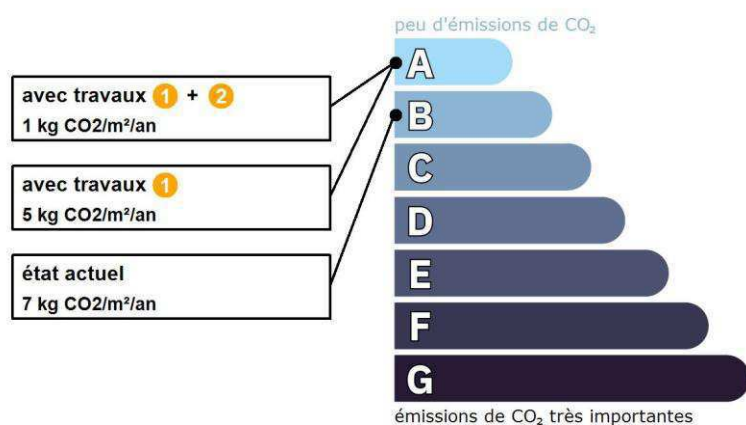 peu d'émissions de CO₂
avec travaux 1 + 2
1 kg CO2/m²/an
avec travaux 1
5 kg CO2/m²/an
état actuel
7 kg CO2/m²/an
A
B
C
D
E
F
G
émissions de CO₂ très importantes